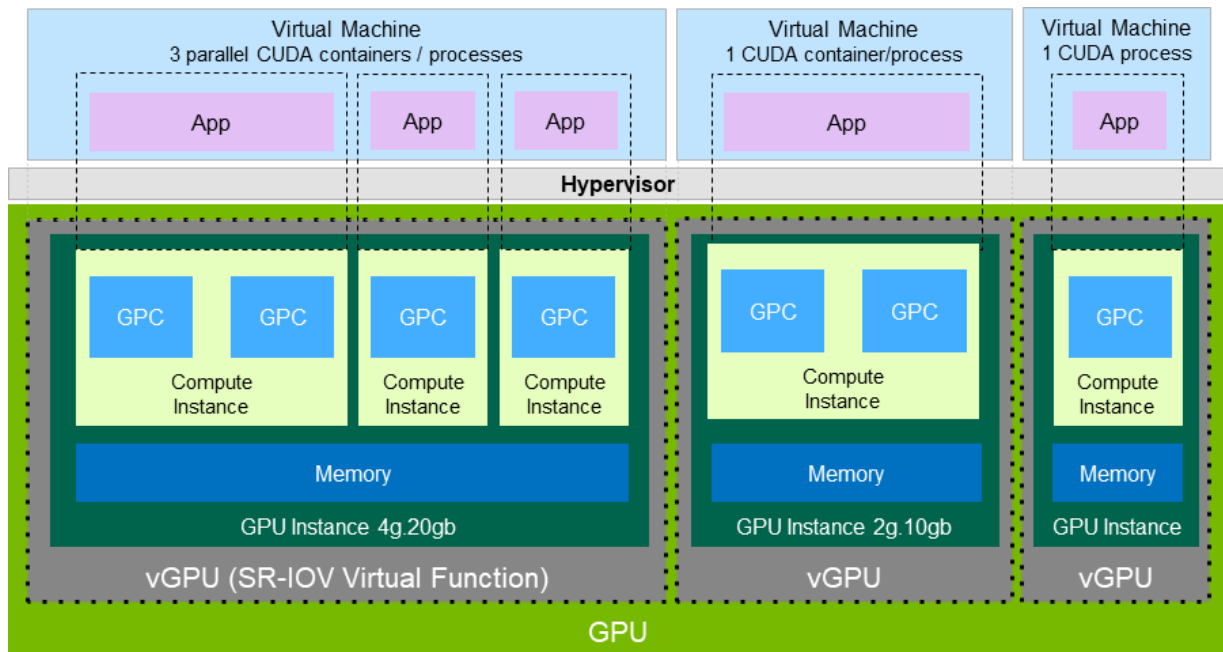 Virtual Machine
3 parallel CUDA containers / processes
App
App
App
Virtual Machine
1 CUDA container/process
App
Virtual Machine
1 CUDA process
App
Hypervisor
GPC
GPC
Compute
Instance
GPC
Compute
Instance
GPC
Compute
Instance
Memory
GPU Instance 4g.20gb
vGPU (SR-IOV Virtual Function)
GPC
GPC
Compute
Instance
Memory
GPU Instance 2g.10gb
vGPU
GPC
Compute
Instance
Memory
GPU Instance
vGPU
GPU